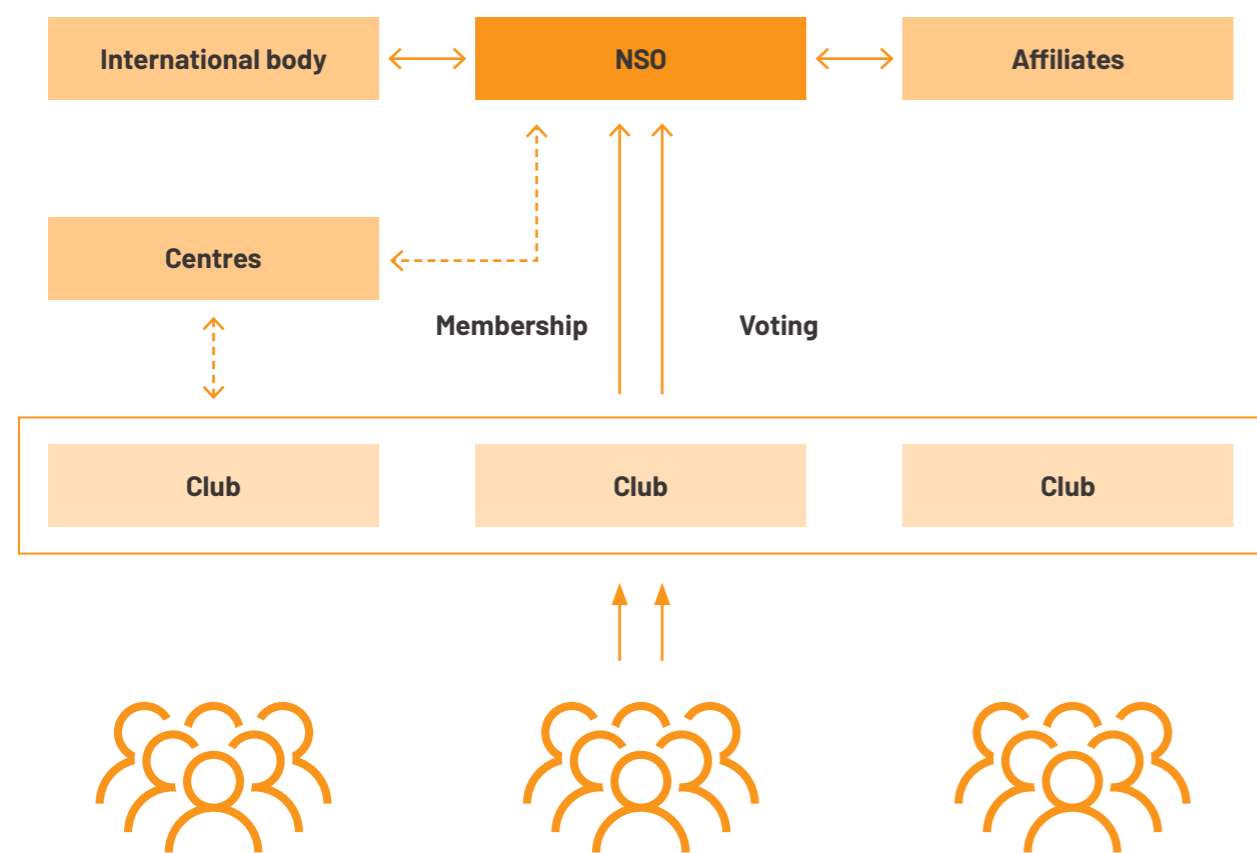 International body
NSO
Affiliates
Centres
Membership
Voting
Club
Club
Club